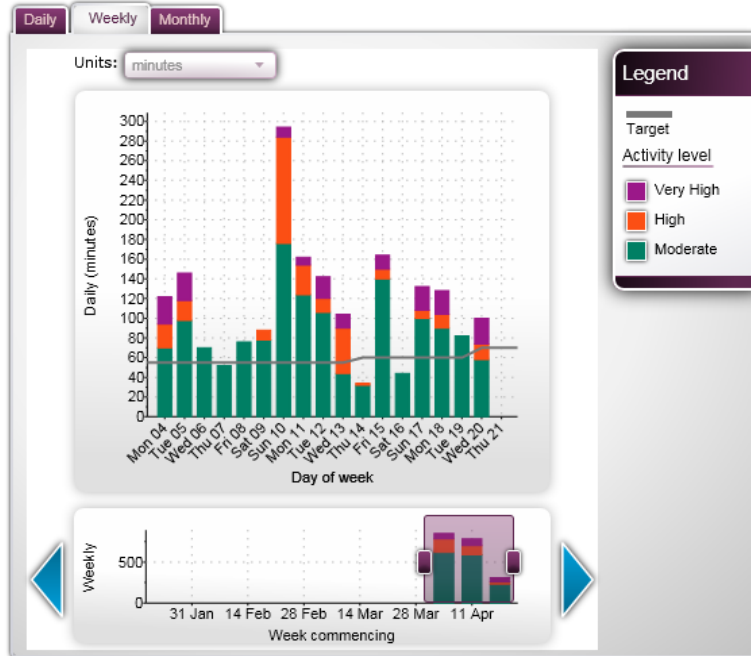 Daily Weekly Monthly
Units: minutes
Legend
Target
Activity level
Very High
High
Moderate
Daily (minutes)
300
280
260
240
220
200
180
160
140
120
100
80
60
40
20
0
Mon 04 Tue 05 Wed 06 Thu 07 Fri 08 Sat 09 Sun 10 Mon 11 Tue 12 Wed 13 Thu 14 Fri 15 Sat 16 Sun 17 Mon 18 Tue 19 Wed 20 Thu 21
Day of week
Weekly
500
0
31 Jan 14 Feb 28 Feb 14 Mar 28 Mar 11 Apr
Week commencing